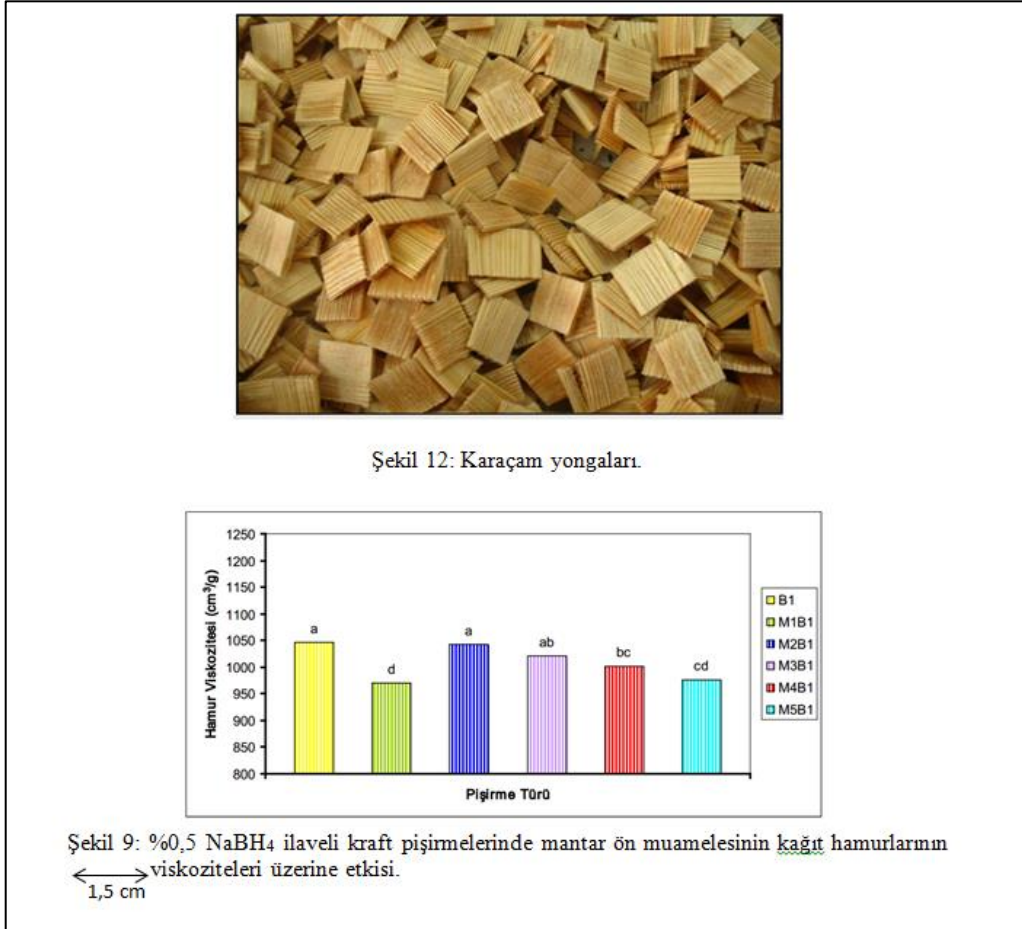 Şekil 12: Karaçam yongaları.
1250
1200
1150
1100
1050
1000
950
900
850
800
Hamur Viskozitesi (cm³/g)
a
d
a
ab
bc
cd
Pişirme Türü
B1
M1B1
M2B1
M3B1
M4B1
M5B1
Şekil 9: %0,5 NaBH₄ ilaveli kraft pişirmelerinde mantar ön muamelesinin kağıt hamurlarının
viskoziteleri üzerine etkisi.
1,5 cm